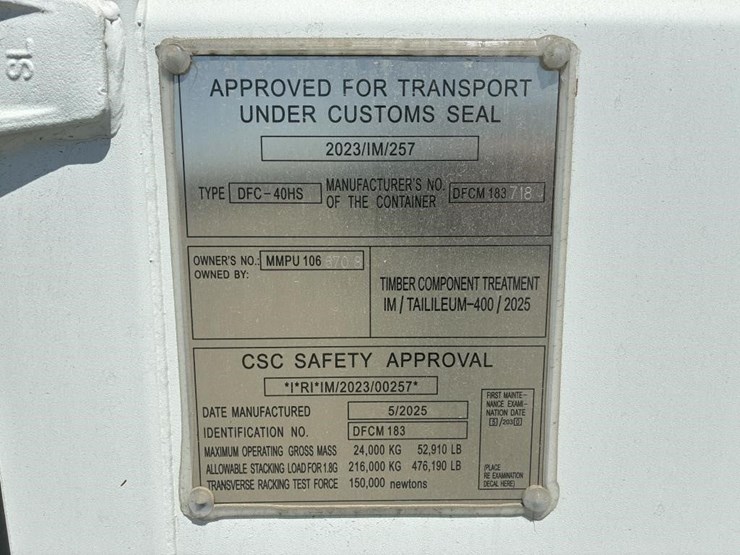 APPROVED FOR TRANSPORT
UNDER CUSTOMS SEAL
2023/IM/257
TYPE DFC-40HS MANUFACTURER'S NO. OF THE CONTAINER DFCM 183718
OWNER'S NO.: MMPU 106
OWNED BY:
TIMBER COMPONENT TREATMENT
IM / TAILILEUM-400 / 2025
CSC SAFETY APPROVAL
*I*RI*IM/2023/00257*
DATE MANUFACTURED 5/2025
IDENTIFICATION NO. DFCM 183
MAXIMUM OPERATING GROSS MASS 24,000 KG 52,910 LB
ALLOWABLE STACKING LOAD FOR 1.8G 216,000 KG 476,190 LB
TRANSVERSE RACKING TEST FORCE 150,000 newtons
FIRST MAINTE-
NANCE EXAMI-
NATION DATE
(PLACE
RE EXAMINATION
DECAL HERE)